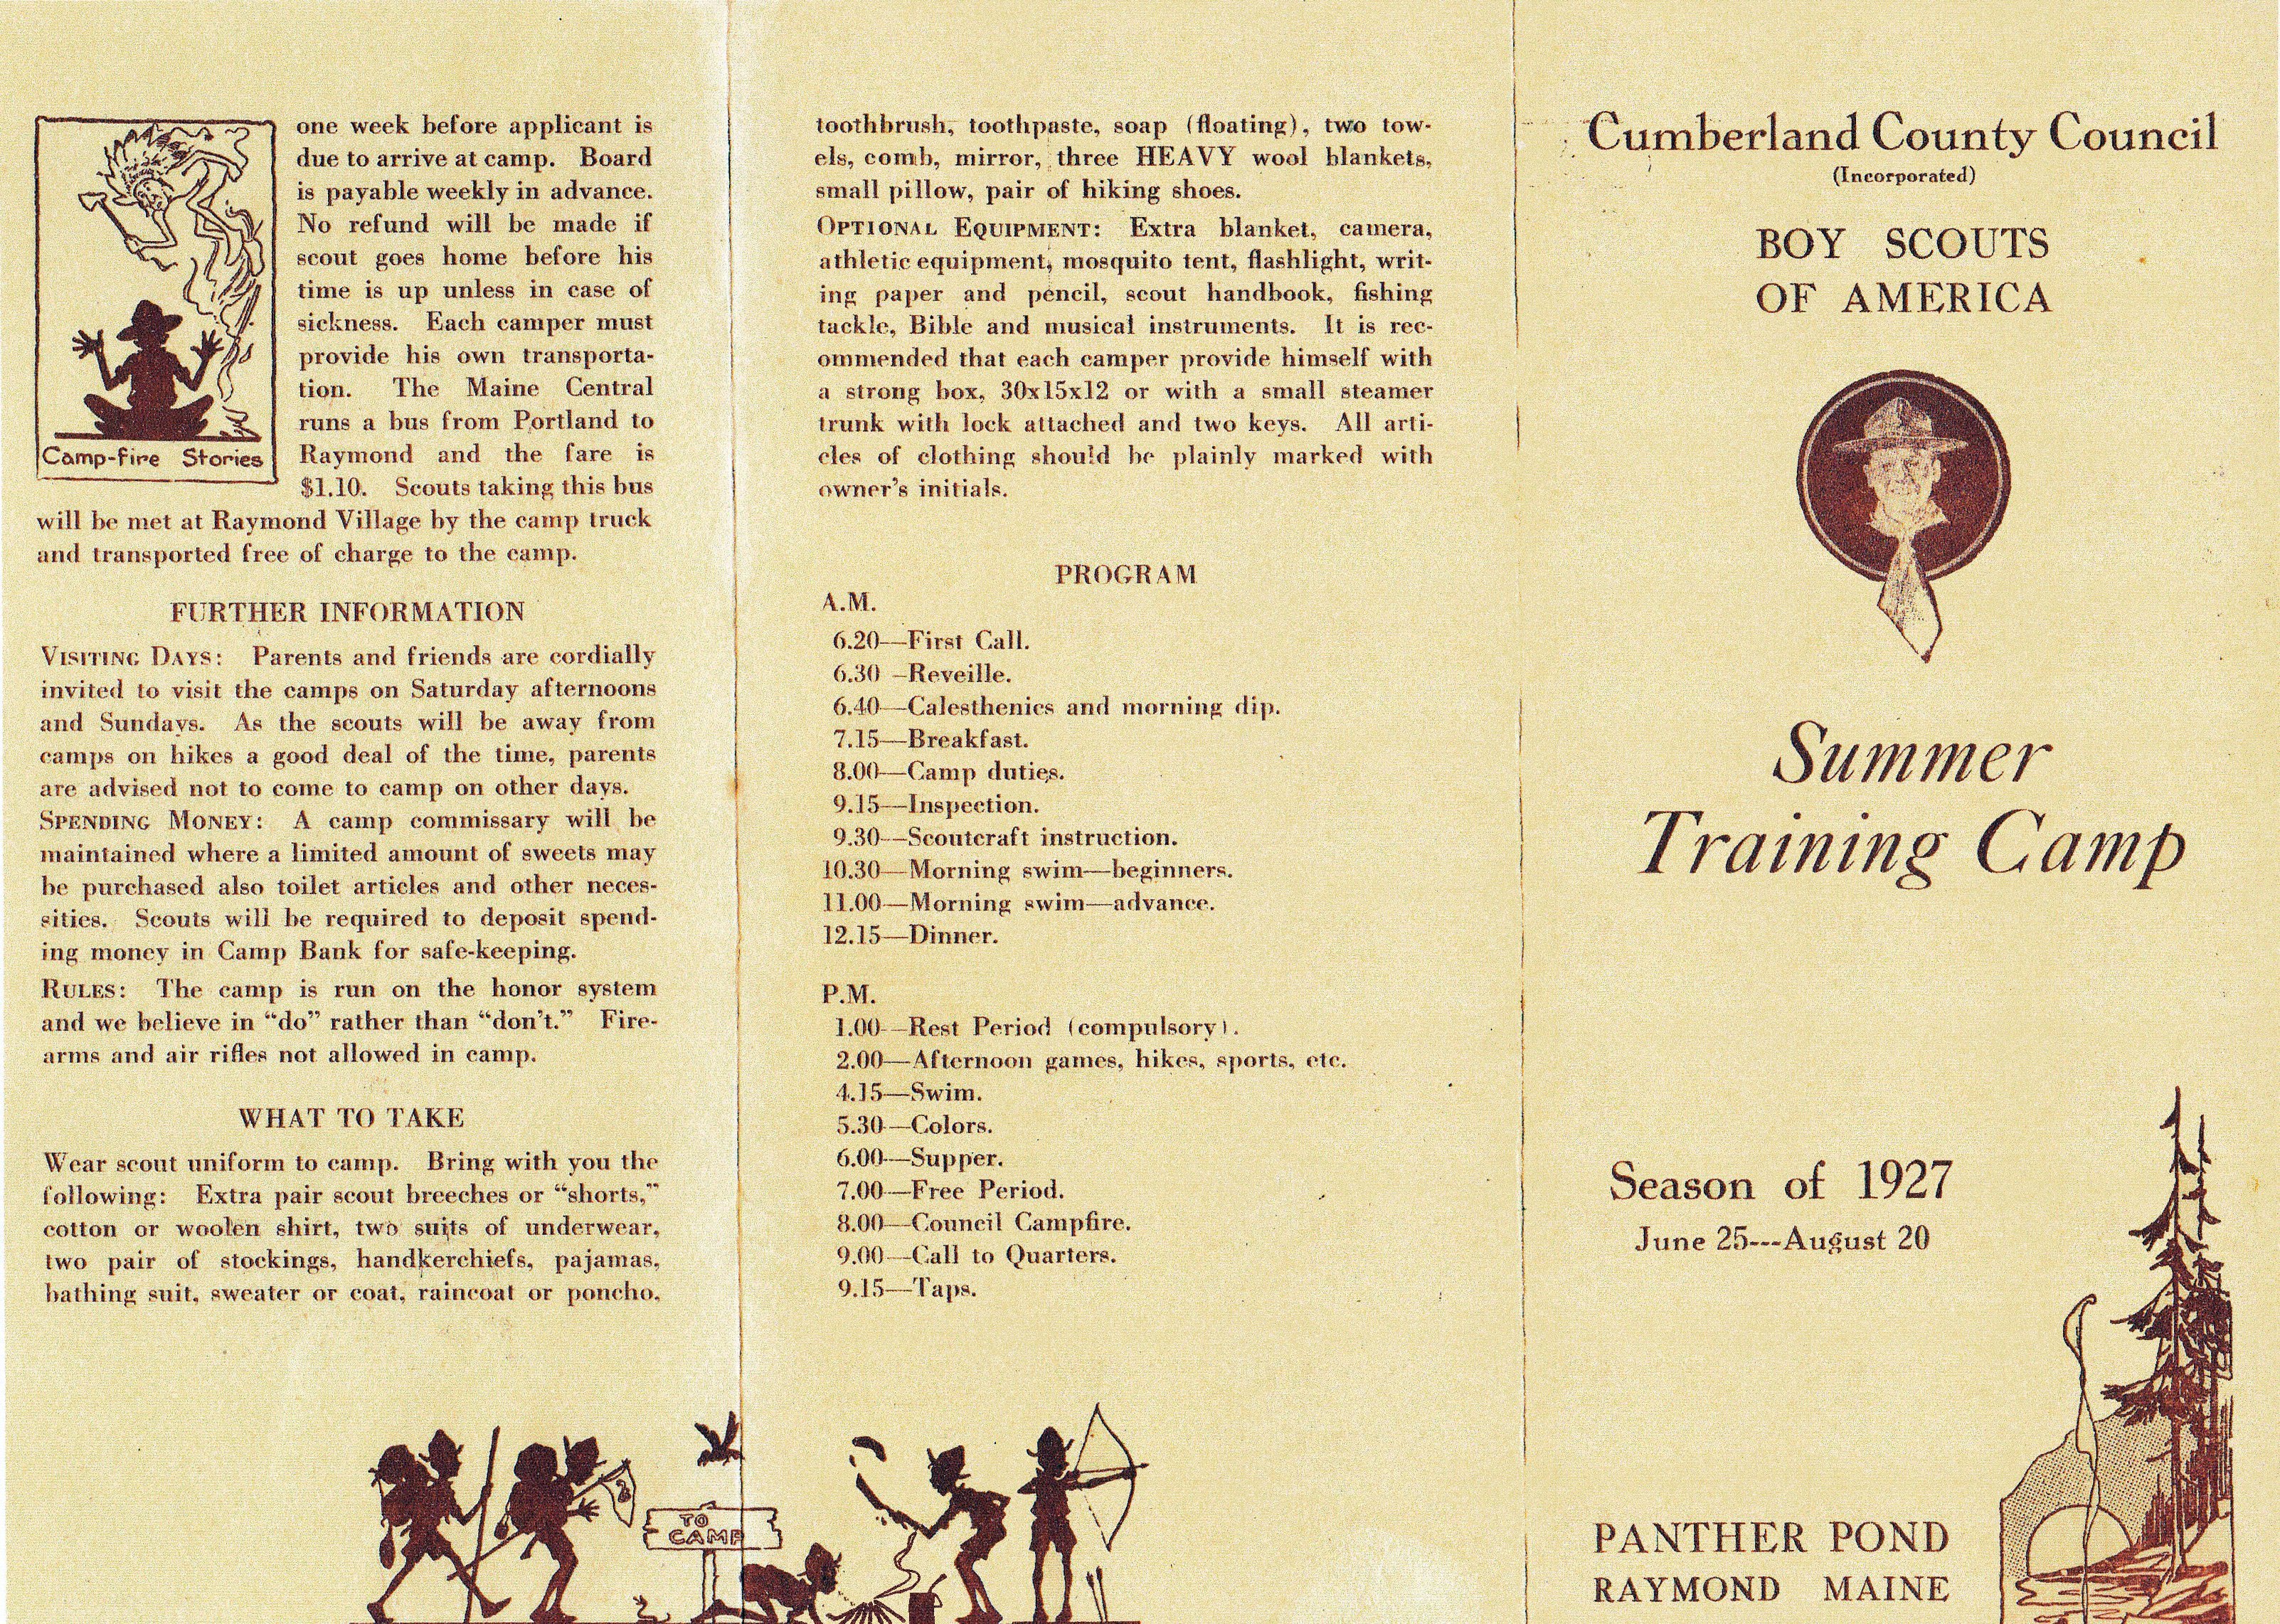 one week before applicant is
due to arrive at camp. Board
is payable weekly in advance.
No refund will be made if
scout goes home before his
time is up unless in case of
sickness. Each camper must
provide his own transporta-
tion. The Maine Central
runs a bus from Portland to
Raymond and the fare is
$1.10. Scouts taking this bus
will be met at Raymond Village by the camp truck
and transported free of charge to the camp.
Camp-fire Stories
FURTHER INFORMATION
VISITING DAYS: Parents and friends are cordially
invited to visit the camps on Saturday afternoons
and Sundays. As the scouts will be away from
camps on hikes a good deal of the time, parents
are advised not to come to camp on other days.
SPENDING MONEY: A camp commissary will be
maintained where a limited amount of sweets may
be purchased also toilet articles and other neces-
sities. Scouts will be required to deposit spend-
ing money in Camp Bank for safe-keeping.
RULES: The camp is run on the honor system
and we believe in “do” rather than “don't.” Fire-
arms and air rifles not allowed in camp.
WHAT TO TAKE
Wear scout uniform to camp. Bring with you the
following: Extra pair scout breeches or “shorts,”
cotton or woolen shirt, two suits of underwear,
two pair of stockings, handkerchiefs, pajamas,
bathing suit, sweater or coat, raincoat or poncho,
TO
CAMP
toothbrush, toothpaste, soap (floating), two tow-
els, comb, mirror, three HEAVY wool blankets,
small pillow, pair of hiking shoes.
OPTIONAL EQUIPMENT: Extra blanket, camera,
athletic equipment, mosquito tent, flashlight, writ-
ing paper and pencil, scout handbook, fishing
tackle, Bible and musical instruments. It is rec-
ommended that each camper provide himself with
a strong box, 30x15x12 or with a small steamer
trunk with lock attached and two keys. All arti-
cles of clothing should be plainly marked with
owner's initials.
PROGRAM
A.M.
6.20—First Call.
6.30—Reveille.
6.40—Calesthenics and morning dip.
7.15—Breakfast.
8.00—Camp duties.
9.15—Inspection.
9.30—Scoutcraft instruction.
10.30—Morning swim—beginners.
11.00—Morning swim—advance.
12.15—Dinner.
P.M.
1.00—Rest Period (compulsory).
2.00—Afternoon games, hikes, sports, etc.
4.15—Swim.
5.30—Colors.
6.00—Supper.
7.00—Free Period.
8.00—Council Campfire.
9.00—Call to Quarters.
9.15—Taps.
Cumberland County Council
(Incorporated)
BOY SCOUTS
OF AMERICA
Summer
Training Camp
Season of 1927
June 25---August 20
PANTHER POND
RAYMOND MAINE